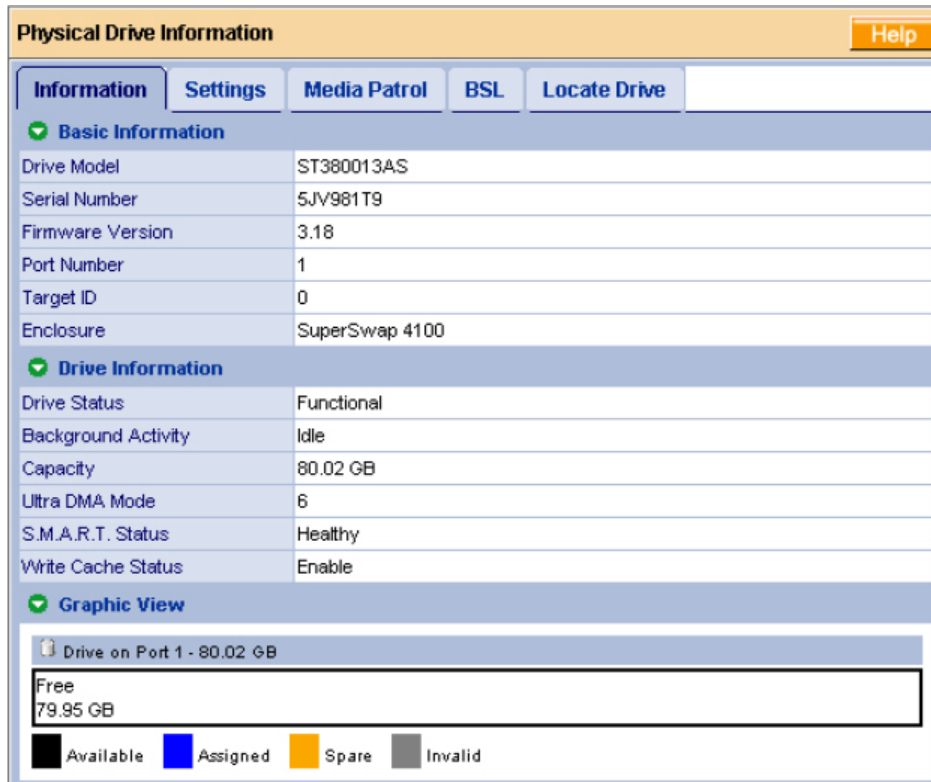 Physical Drive Information Help
Information Settings Media Patrol BSL Locate Drive
Basic Information
Drive Model ST380013AS
Serial Number 5JV981T9
Firmware Version 3.18
Port Number 1
Target ID 0
Enclosure SuperSwap 4100
Drive Information
Drive Status Functional
Background Activity Idle
Capacity 80.02 GB
Ultra DMA Mode 6
S.M.A.R.T. Status Healthy
Write Cache Status Enable
Graphic View
Drive on Port 1 - 80.02 GB
Free
79.95 GB
Available Assigned Spare Invalid